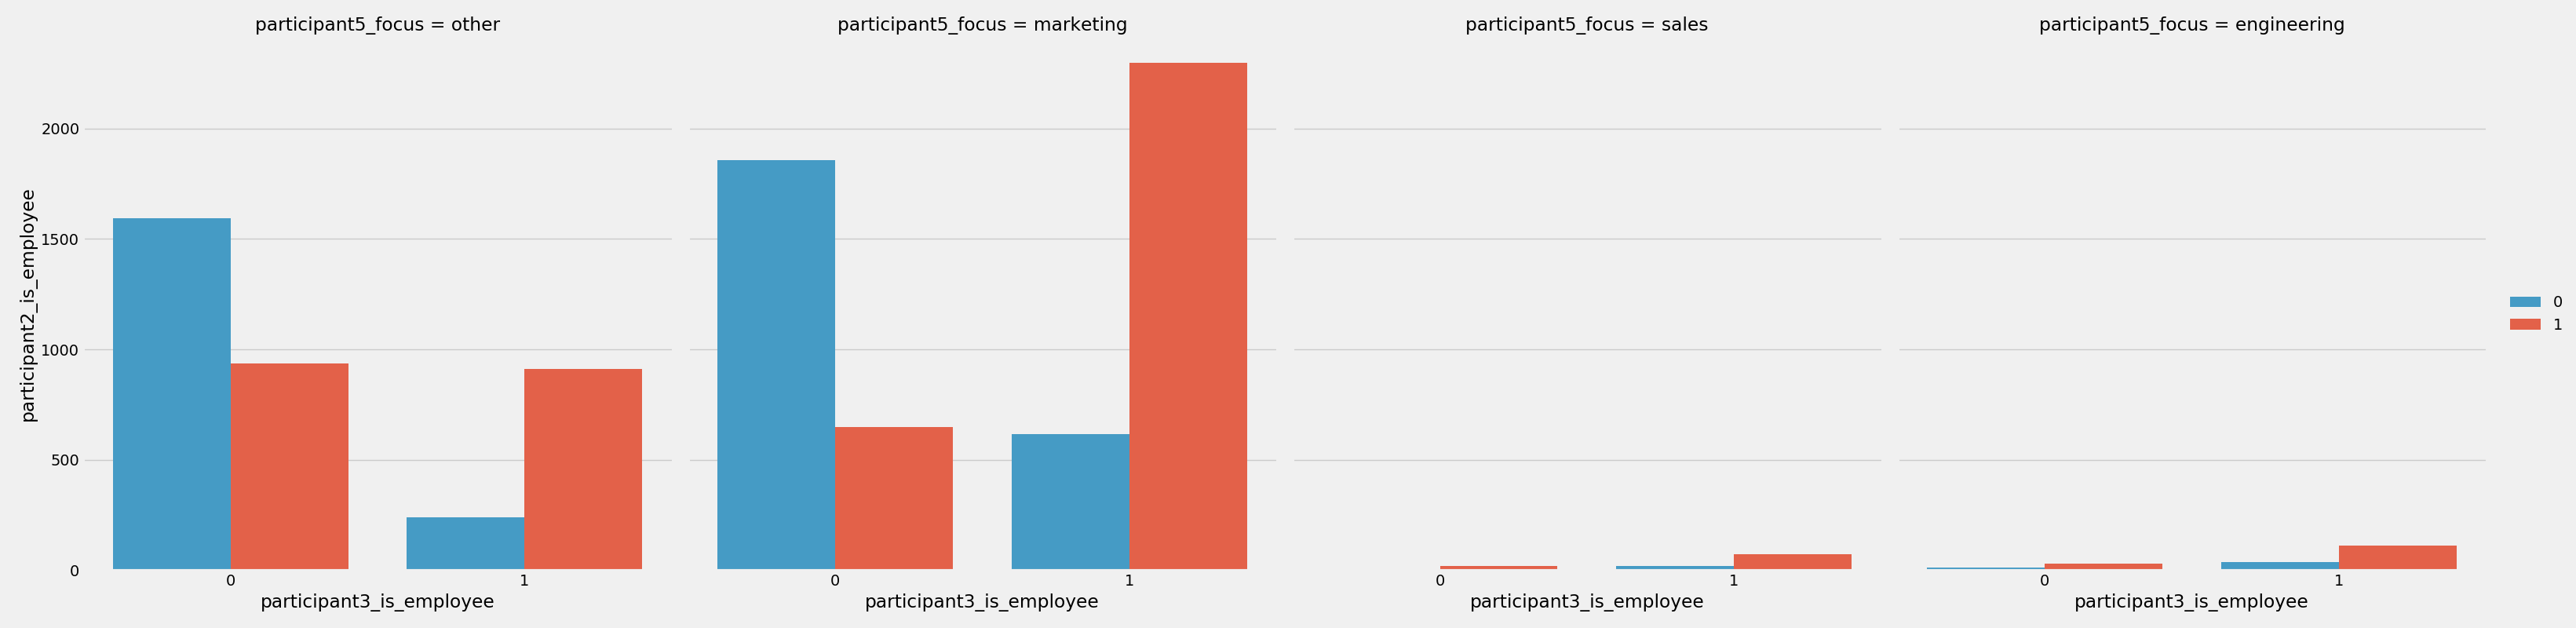 participant5_focus = other
participant5_focus = marketing
participant5_focus = sales
participant5_focus = engineering
participant2_is_employee
2000
1500
1000
500
0
0
1
0
1
0
1
0
1
participant3_is_employee
participant3_is_employee
participant3_is_employee
participant3_is_employee
0
1